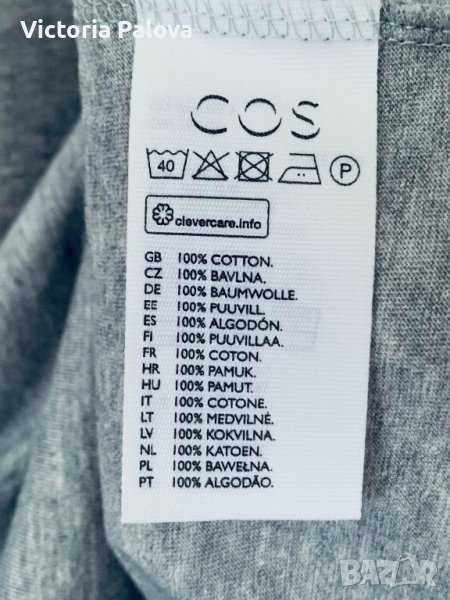 Victoria Palova
COS
40
P
clevercare.info
GB 100% COTTON.
CZ 100% BAVLNA.
DE 100% BAUMWOLLE.
EE 100% PUUVILL.
ES 100% ALGODÓN.
FI 100% PUUVILLAA.
FR 100% COTON.
HR 100% PAMUK.
HU 100% PAMUT.
IT 100% COTONE.
LT 100% MEDVILNĖ.
LV 100% KOKVILNA.
NL 100% KATOEN.
PL 100% BAWEŁNA.
PT 100% ALGODÃO.
bazar